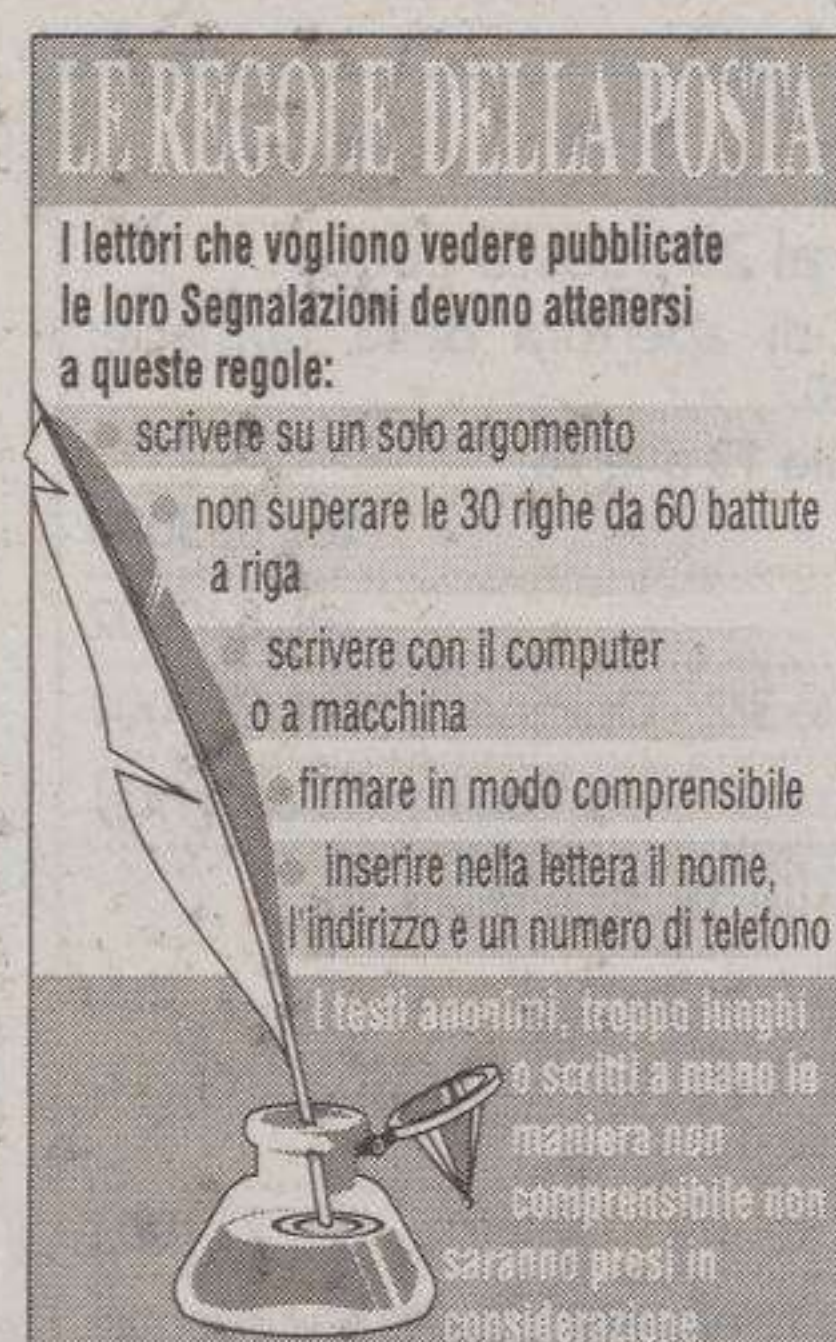 LE REGOLE DELLA POSTA
I lettori che vogliono vedere pubblicate
le loro Segnalazioni devono attenersi
a queste regole:
scrivere su un solo argomento
non superare le 30 righe da 60 battute
a riga
scrivere con il computer
o a macchina
firmare in modo comprensibile
inserire nella lettera il nome,
l'indirizzo e un numero di telefono
I testi anonimi, troppo lunghi
o scritti a mano in
maniera non
comprensibile non
saranno presi in
considerazione